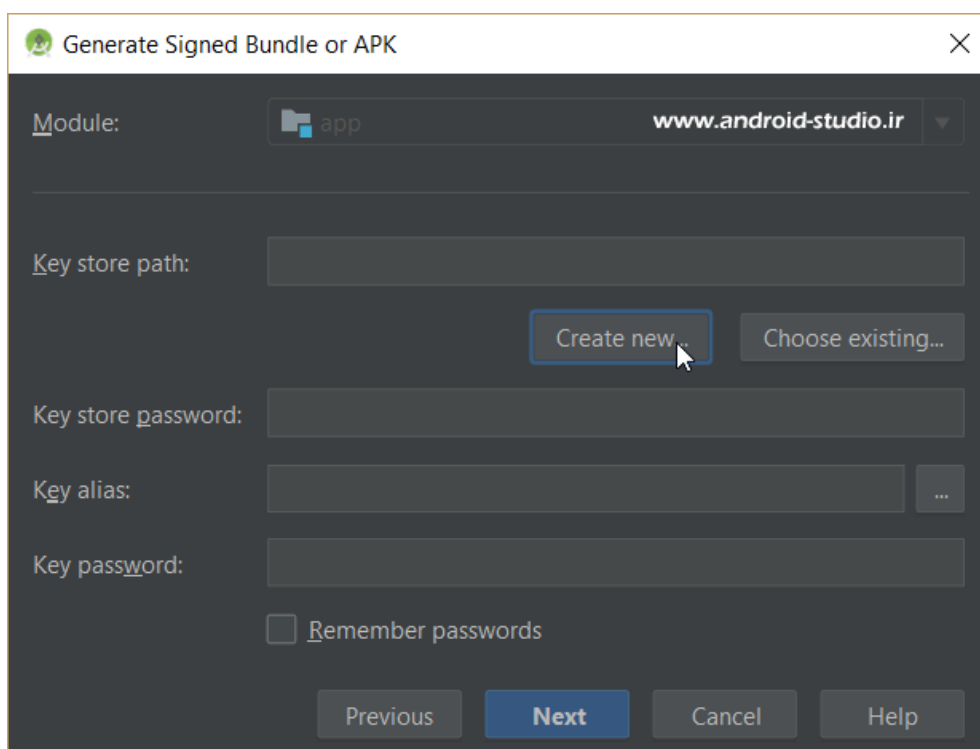 Generate Signed Bundle or APK
Module: app www.android-studio.ir
Key store path:
Create new... Choose existing...
Key store password:
Key alias: ...
Key password:
Remember passwords
Previous Next Cancel Help